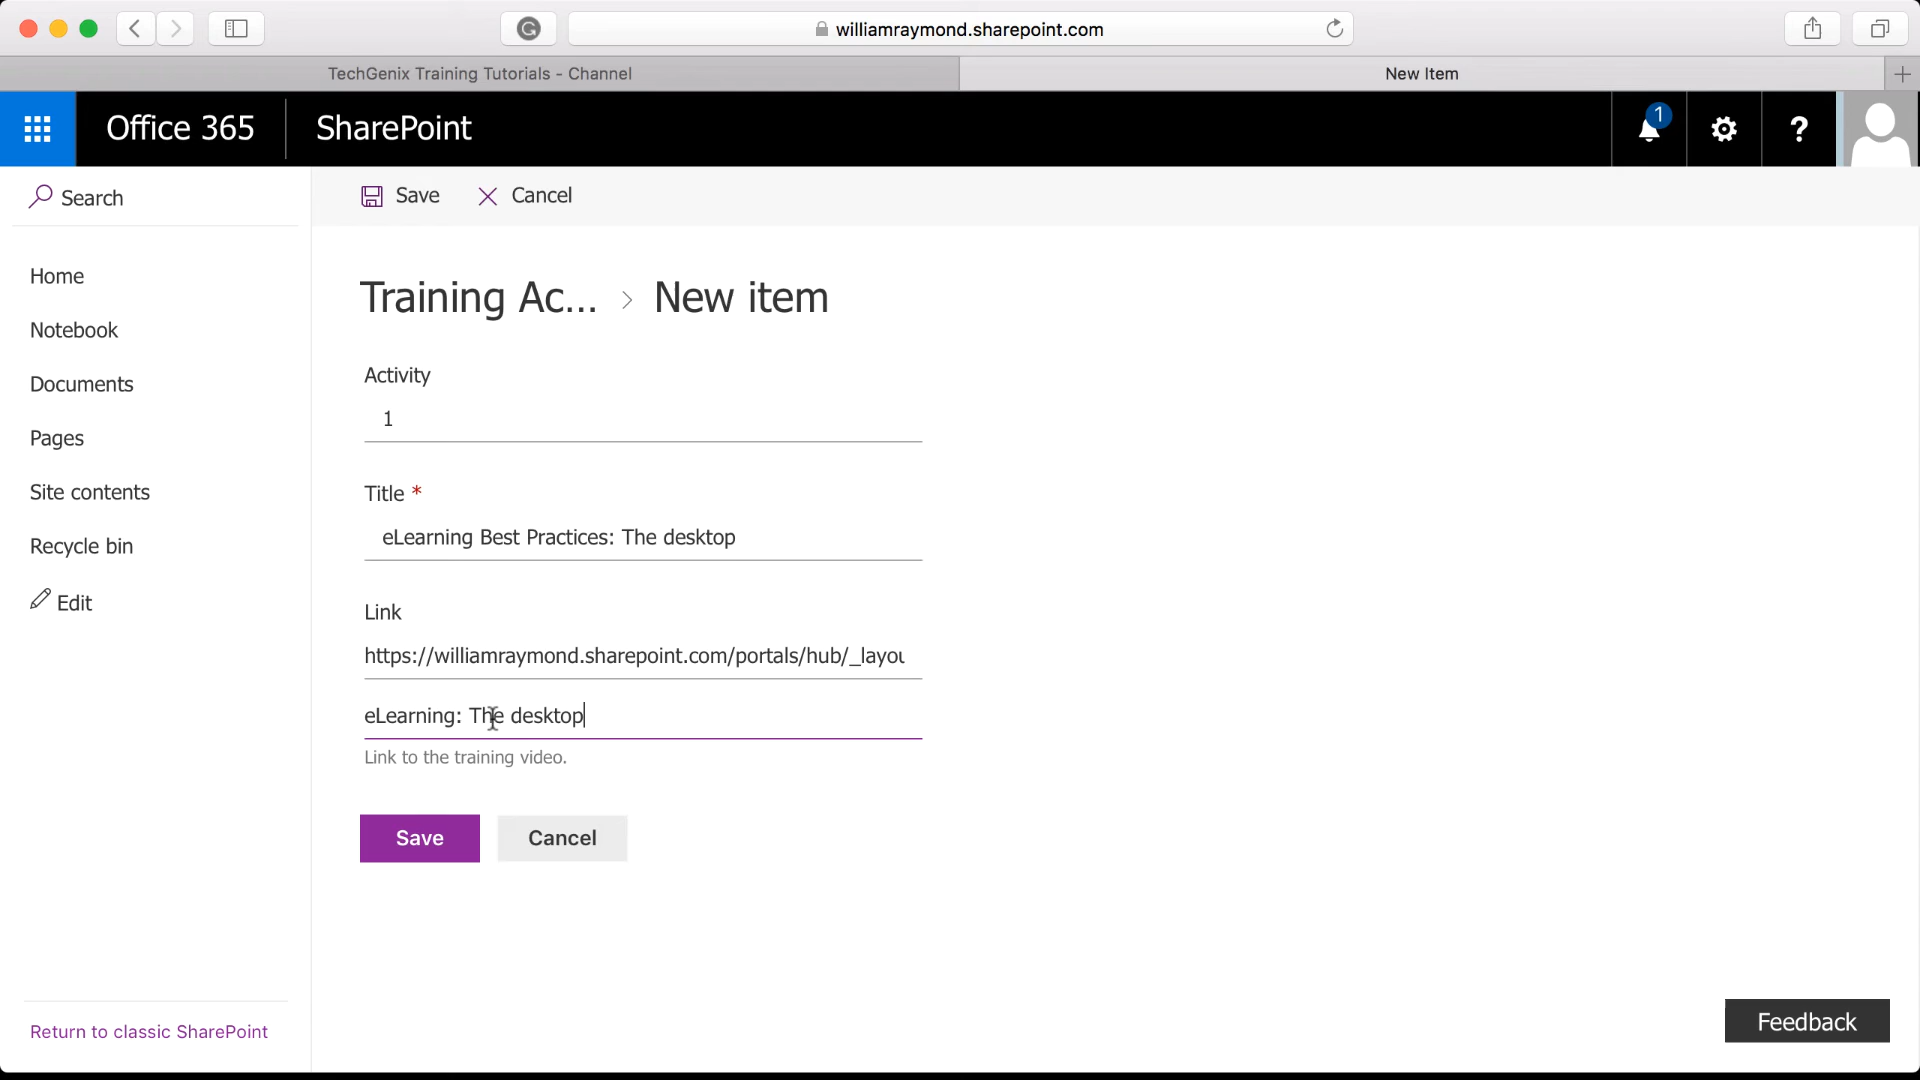 williamraymond.sharepoint.com
TechGenix Training Tutorials - Channel
New Item
Office 365
SharePoint
1
?
Search
Save
Cancel
Home
Notebook
Documents
Pages
Site contents
Recycle bin
Edit
Training Ac... > New item
Activity
1
Title *
eLearning Best Practices: The desktop
Link
https://williamraymond.sharepoint.com/portals/hub/_layou
eLearning: The desktop
Link to the training video.
Save
Cancel
Return to classic SharePoint
Feedback